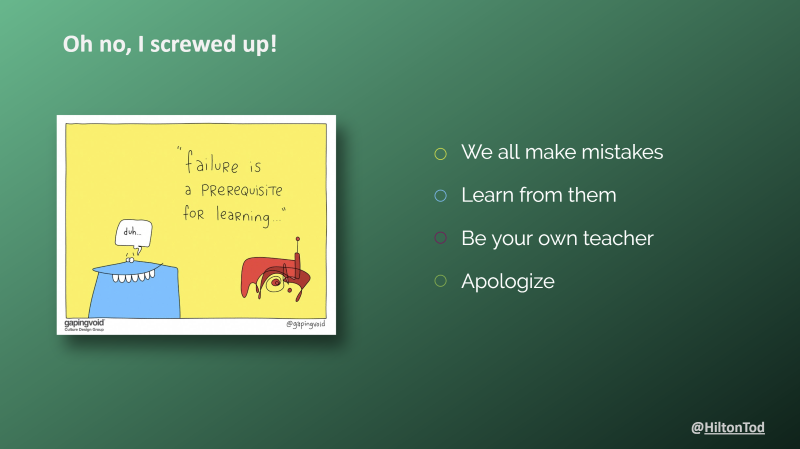 Oh no, I screwed up!
"failure is
a PREREQUISITE
for learning..."
duh...
gapingvoid
Culture Design Group
@gapingvoid
We all make mistakes
Learn from them
Be your own teacher
Apologize
@HiltonTod